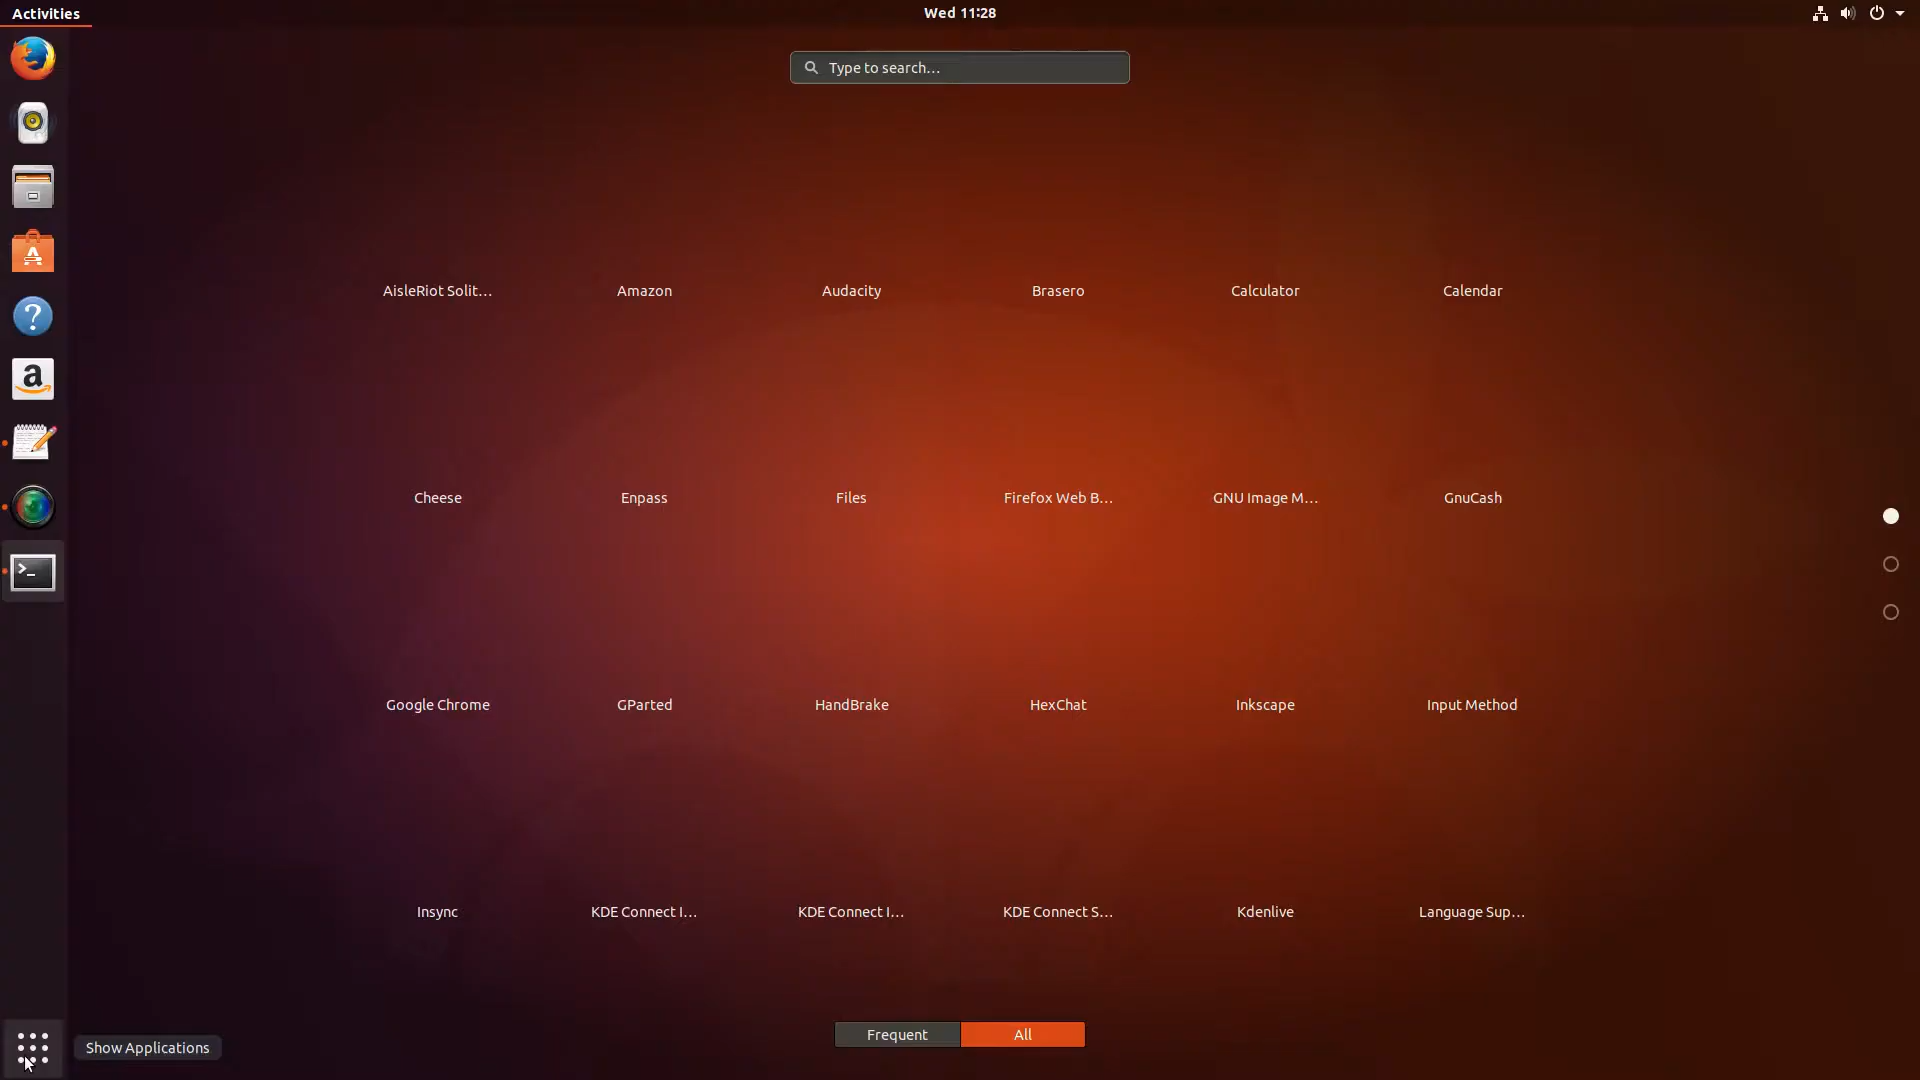 Activities
Wed 11:28
Type to search…
AisleRiot Solit…
Amazon
Audacity
Brasero
Calculator
Calendar
Cheese
Enpass
Files
Firefox Web B…
GNU Image M…
GnuCash
Google Chrome
GParted
HandBrake
HexChat
Inkscape
Input Method
Insync
KDE Connect I…
KDE Connect I…
KDE Connect S…
Kdenlive
Language Sup…
Frequent
All
Show Applications